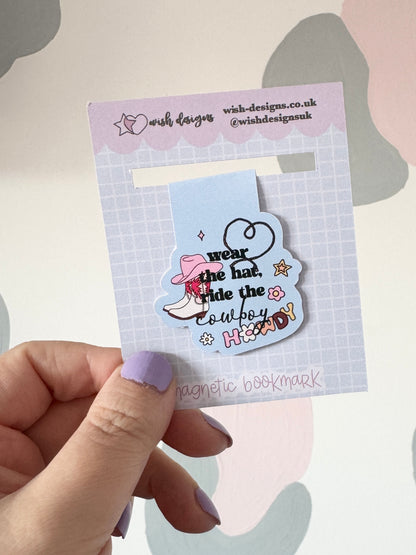 wish designs
wish-designs.co.uk
@wishdesignsuk
wear
the hat,
ride the
cowboy
HOWDY
magnetic bookmark